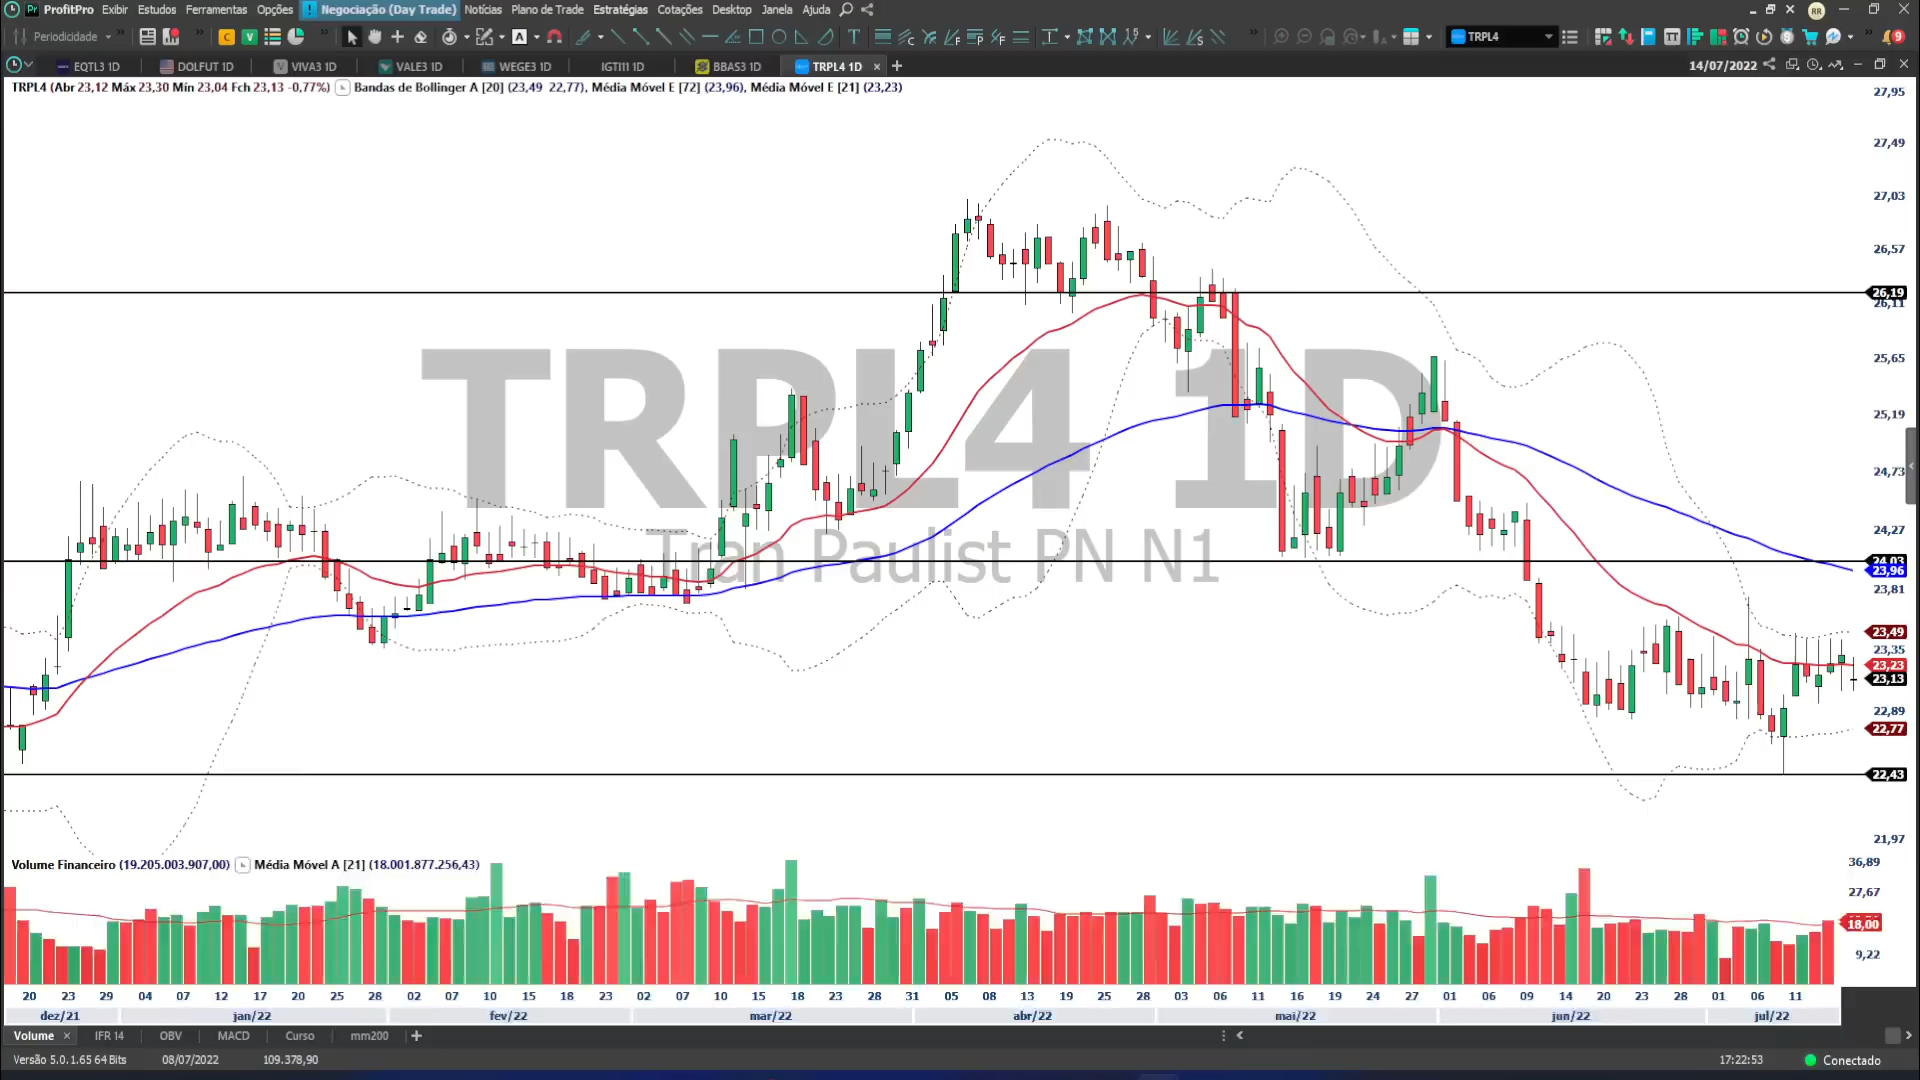 ProfitPro Exibir Estudos Ferramentas Opções ! Negociação (Day Trade) Notícias Plano de Trade Estratégias Cotações Desktop Janela Ajuda RR
Periodicidade C V A T TRPL4 TT 9
EQTL3 1D DOLFUT 1D VIVA3 1D VALE3 1D WEGE3 1D IGTI11 1D BBAS3 1D TRPL4 1D × + 14/07/2022
TRPL4 (Abr 23,12 Máx 23,30 Mín 23,04 Fch 23,13 -0,77%) Bandas de Bollinger A [20] (23,49 22,77), Média Móvel E [72] (23,96), Média Móvel E [21] (23,23)
27,95
27,49
27,03
26,57
26,19
26,11
25,65
25,19
24,73
24,27
24,03
23,96
23,81
23,49
23,35
23,23
23,13
22,89
22,77
22,43
21,97
TRPL4 1D
Tran Paulist PN N1
Volume Financeiro (19.205.003.907,00) Média Móvel A [21] (18.001.877.256,43)
36,89
27,67
18,00
9,22
20 23 29 04 07 12 17 20 25 28 02 07 10 15 18 23 02 07 10 15 18 23 28 31 05 08 13 19 25 28 03 06 11 16 19 24 27 01 06 09 14 20 23 28 01 06 11
dez/21 jan/22 fev/22 mar/22 abr/22 mai/22 jun/22 jul/22
Volume × IFR 14 OBV MACD Curso mm200 +
Versão 5.0.1.65 64 Bits 08/07/2022 109.378,90 17:22:53 Conectado